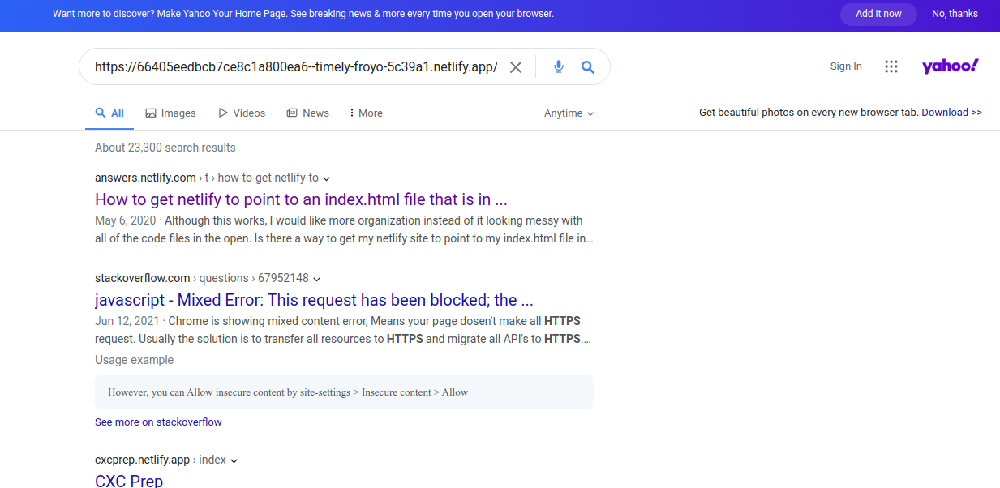 Want more to discover? Make Yahoo Your Home Page. See breaking news & more every time you open your browser.
Add it now
No, thanks
https://66405eedbcb7ce8c1a800ea6--timely-froyo-5c39a1.netlify.app/
Sign In
yahoo!
All
Images
Videos
News
More
Anytime
Get beautiful photos on every new browser tab. Download >>
About 23,300 search results
answers.netlify.com › t › how-to-get-netlify-to
How to get netlify to point to an index.html file that is in ...
May 6, 2020 · Although this works, I would like more organization instead of it looking messy with
all of the code files in the open. Is there a way to get my netlify site to point to my index.html file in...
stackoverflow.com › questions › 67952148
javascript - Mixed Error: This request has been blocked; the ...
Jun 12, 2021 · Chrome is showing mixed content error, Means your page dosen't make all HTTPS
request. Usually the solution is to transfer all resources to HTTPS and migrate all API's to HTTPS....
Usage example
However, you can Allow insecure content by site-settings > Insecure content > Allow
See more on stackoverflow
cxcprep.netlify.app › index
CXC Prep